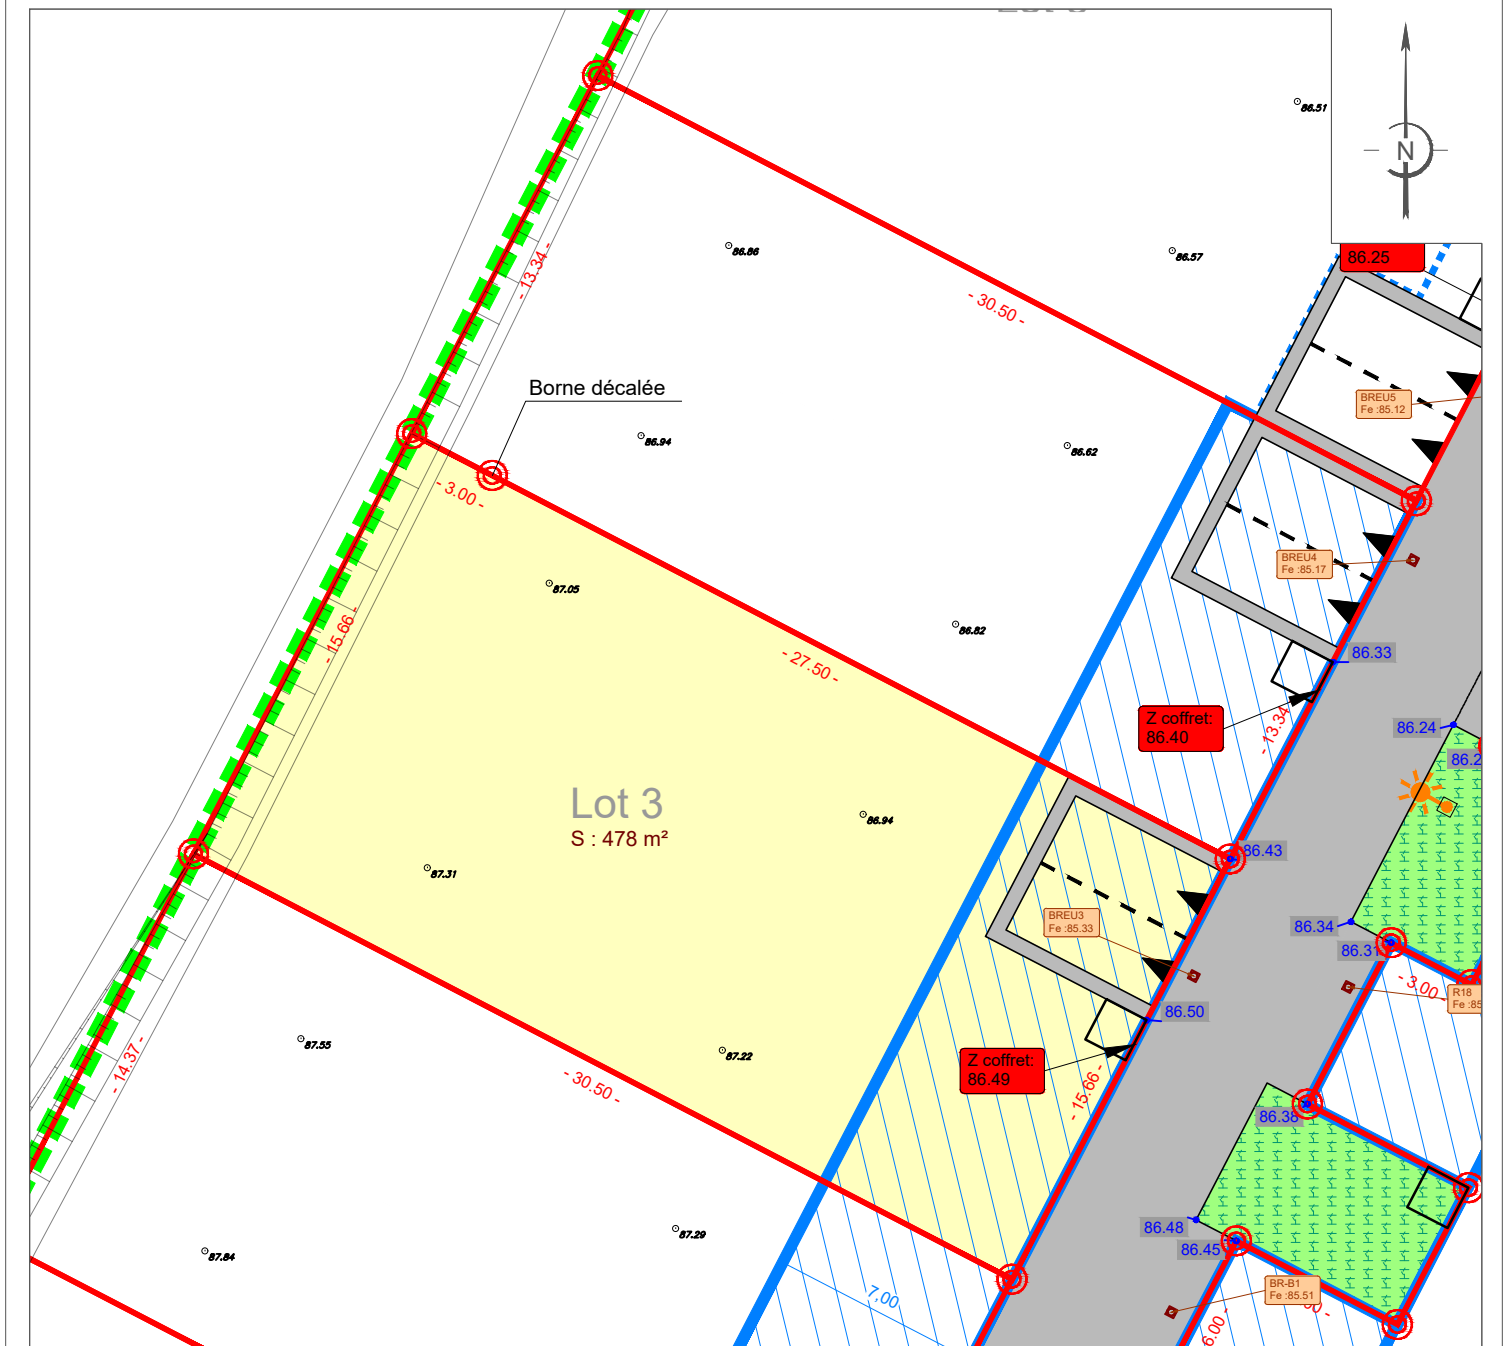 86.51
N
86.86
86.57
86.25
- 13.34 -
- 30.50 -
BREU5
Fe :85.12
Borne décalée
86.94
86.62
- 3.00 -
BREU4
Fe :85.17
87.05
86.82
- 15.66 -
- 27.50 -
86.33
Z coffret:
86.40
- 13.34
86.24
86.2
Lot 3
S : 478 m²
86.94
86.43
87.31
BREU3
Fe :85.33
86.34
86.31
- 3.00
R18
Fe :85
86.50
87.55
87.22
Z coffret:
86.49
- 14.37 -
- 30.50 -
- 15.66 -
86.38
87.29
86.48
86.45
87.84
7,00
BR-B1
Fe :85.51
6.00 -